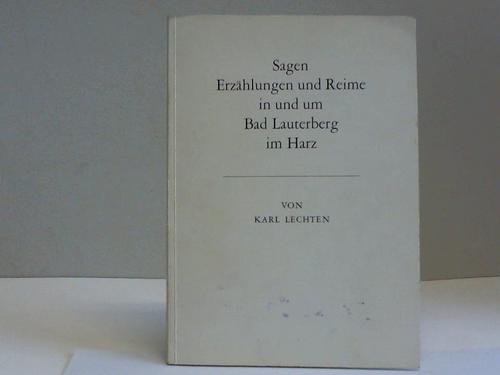 Sagen
Erzählungen und Reime
in und um
Bad Lauterberg
im Harz
VON
KARL LECHTEN